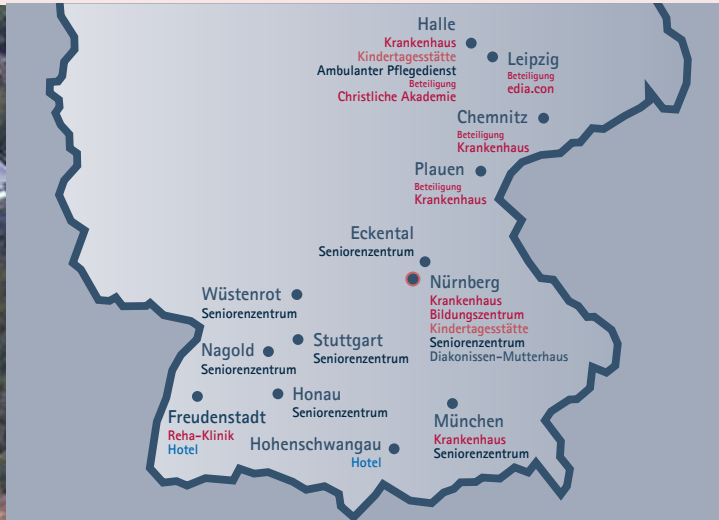 Halle
Krankenhaus
Kindertagesstätte
Ambulanter Pflegedienst
Beteiligung
Christliche Akademie
Leipzig
Beteiligung
edia.con
Chemnitz
Beteiligung
Krankenhaus
Plauen
Beteiligung
Krankenhaus
Eckental
Seniorenzentrum
Nürnberg
Krankenhaus
Bildungszentrum
Kindertagesstätte
Seniorenzentrum
Diakonissen-Mutterhaus
Wüstenrot
Seniorenzentrum
Stuttgart
Seniorenzentrum
Nagold
Seniorenzentrum
Honau
Seniorenzentrum
Freudenstadt
Reha-Klinik
Hotel
Hohenschwangau
Hotel
München
Krankenhaus
Seniorenzentrum